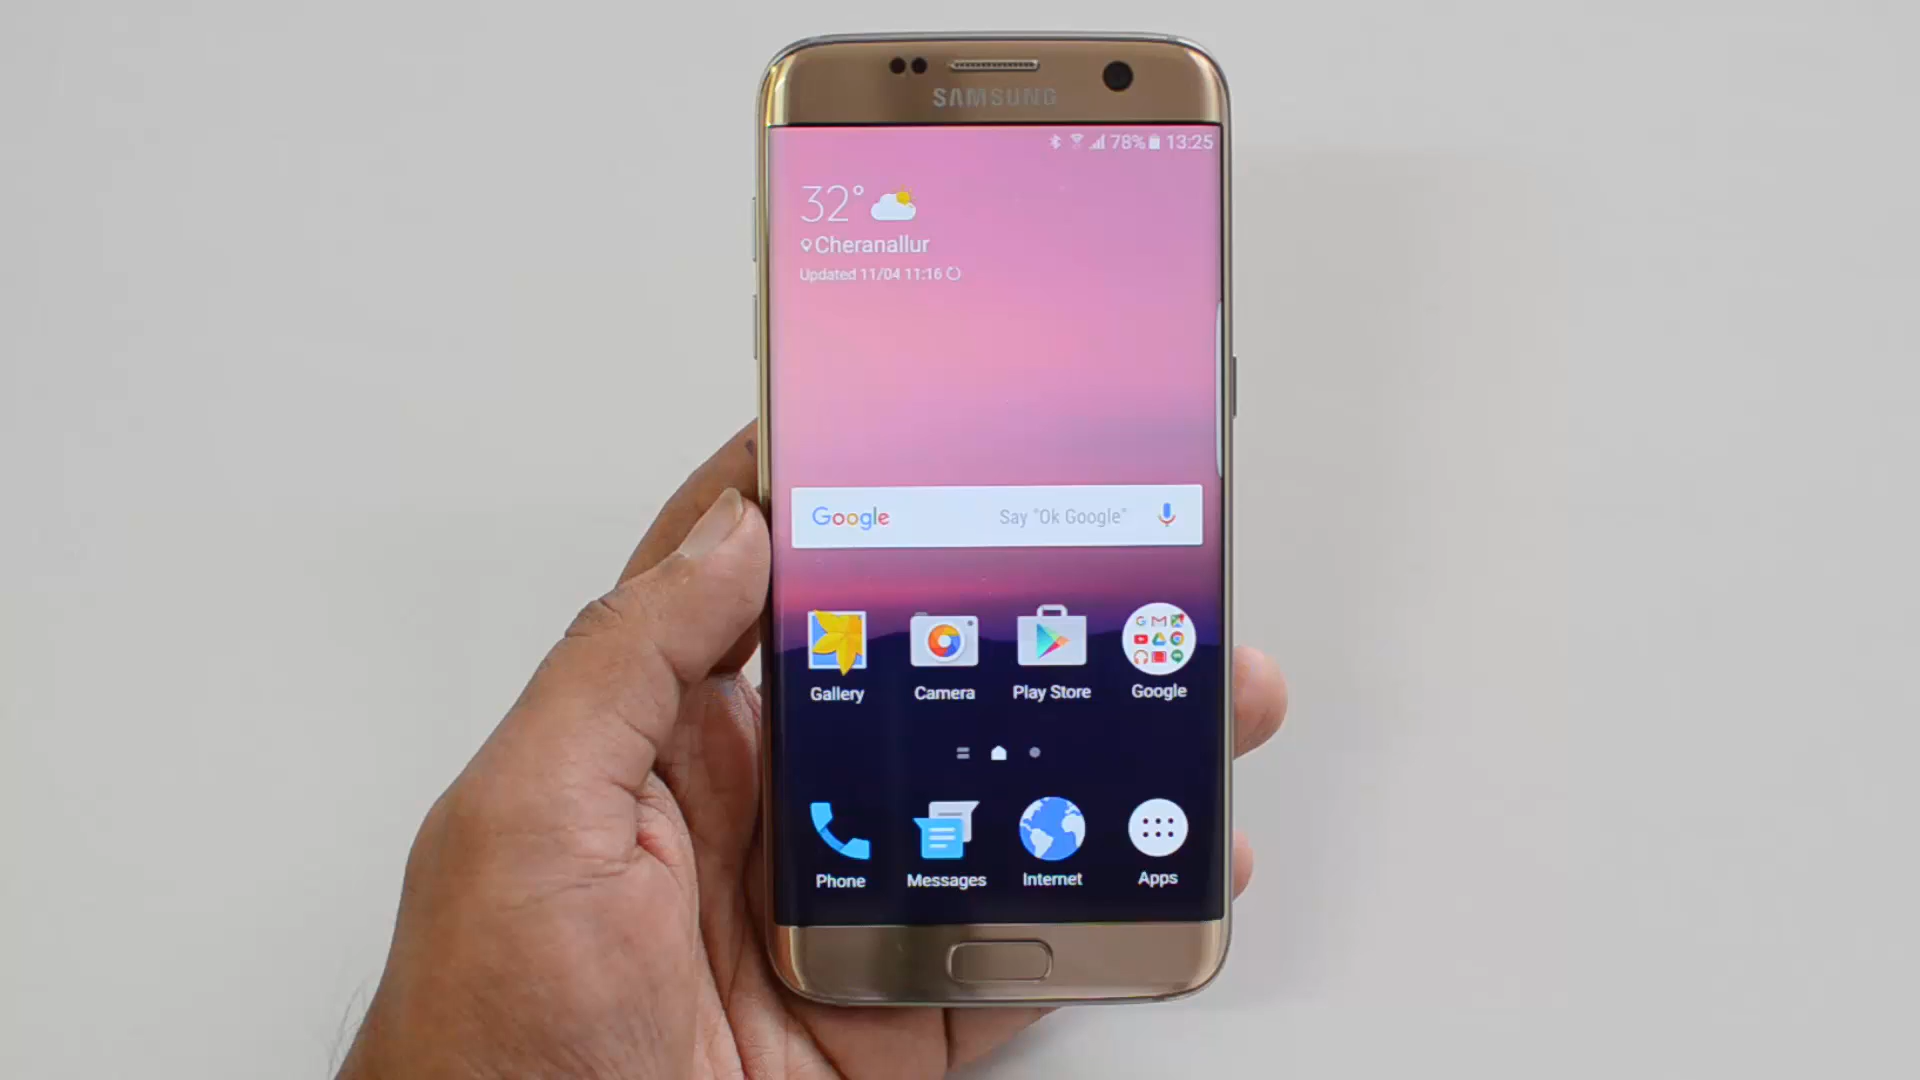 SAMSUNG
78% 13:25
32°
Cheranallur
Updated 11/04 11:16
Google Say "Ok Google"
Gallery Camera Play Store Google
Phone Messages Internet Apps